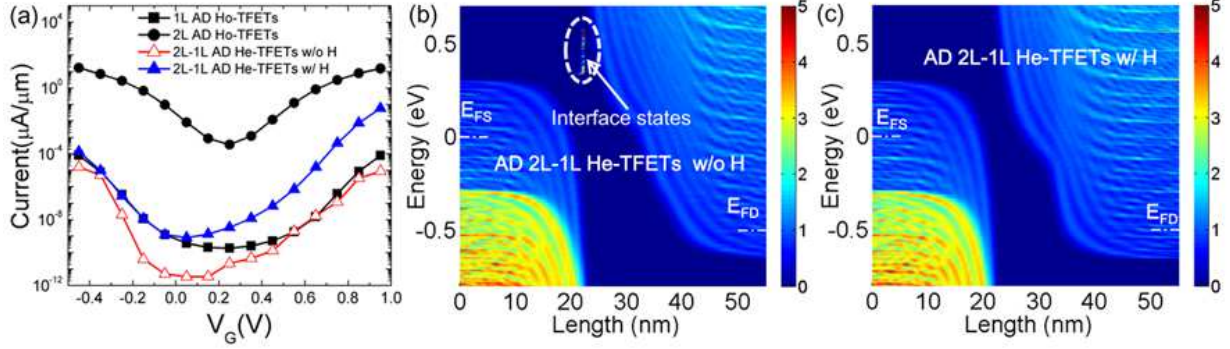 (a)
1L AD Ho-TFETs
2L AD Ho-TFETs
2L-1L AD He-TFETs w/o H
2L-1L AD He-TFETs w/ H
Current(μA/μm)
10⁴
10⁰
10⁻⁴
10⁻⁸
10⁻¹²
-0.4 -0.2 0.0 0.2 0.4 0.6 0.8 1.0
V_G(V)
(b)
Energy (eV)
0.5
0
-0.5
E_FS
Interface states
AD 2L-1L He-TFETs w/o H
E_FD
0 10 20 30 40 50
Length (nm)
5
4
3
2
1
0
(c)
Energy (eV)
0.5
0
-0.5
AD 2L-1L He-TFETs w/ H
E_FS
E_FD
0 10 20 30 40 50
Length (nm)
5
4
3
2
1
0